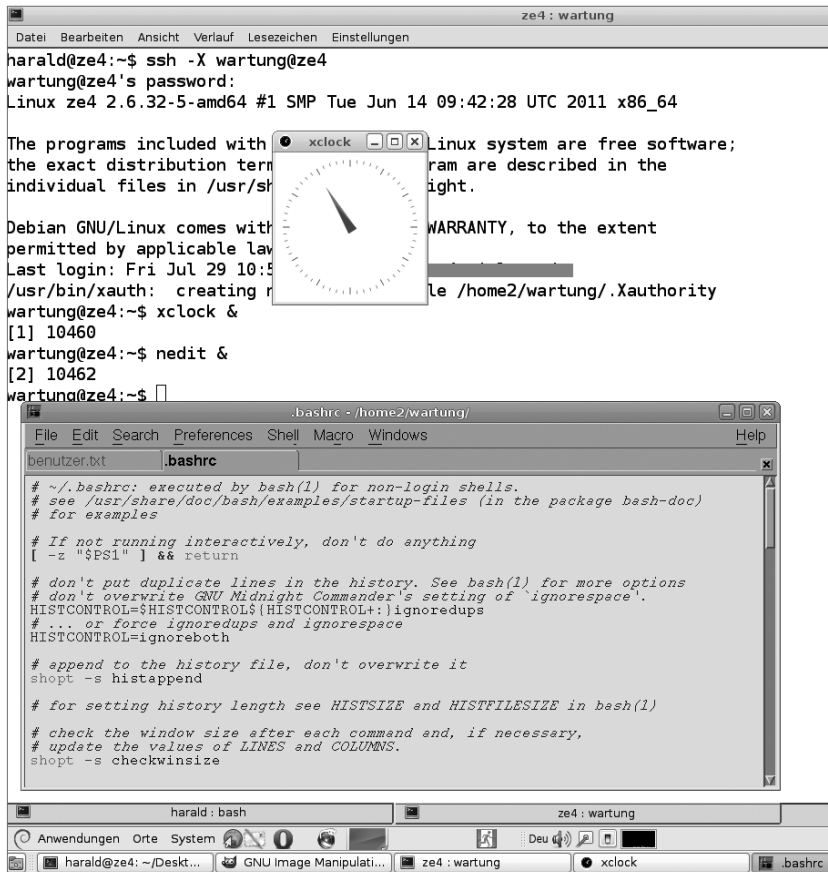 ze4 : wartung
Datei Bearbeiten Ansicht Verlauf Lesezeichen Einstellungen
harald@ze4:~$ ssh -X wartung@ze4
wartung@ze4's password:
Linux ze4 2.6.32-5-amd64 #1 SMP Tue Jun 14 09:42:28 UTC 2011 x86_64
The programs included with Linux system are free software;
the exact distribution ram are described in the
individual files in ight.
Debian GNU/Linux comes with WARRANTY, to the extent
permitted by applicable
Last login: Fri Jul 29
/usr/bin/xauth: creating le /home2/wartung/.Xauthority
wartung@ze4:~$ xclock &
[1] 10460
wartung@ze4:~$ nedit &
[2] 10462
wartung@ze4:~$
xclock
.bashrc - /home2/wartung/
File Edit Search Preferences Shell Macro Windows Help
benutzer.txt .bashrc
# ~/.bashrc: executed by bash(1) for non-login shells.
# see /usr/share/doc/bash/examples/startup-files (in the package bash-doc)
# for examples
# If not running interactively, don't do anything
[ -z "$PS1" ] && return
# don't put duplicate lines in the history. See bash(1) for more options
# don't overwrite GNU Midnight Commander's setting of `ignorespace'.
HISTCONTROL=$HISTCONTROL${HISTCONTROL+:}ignoredups
# ... or force ignoredups and ignorespace
HISTCONTROL=ignoreboth
# append to the history file, don't overwrite it
shopt -s histappend
# for setting history length see HISTSIZE and HISTFILESIZE in bash(1)
# check the window size after each command and, if necessary,
# update the values of LINES and COLUMNS.
shopt -s checkwinsize
harald : bash
ze4 : wartung
Anwendungen Orte System Deu
harald@ze4: ~/Deskt... GNU Image Manipulati... ze4 : wartung xclock .bashrc